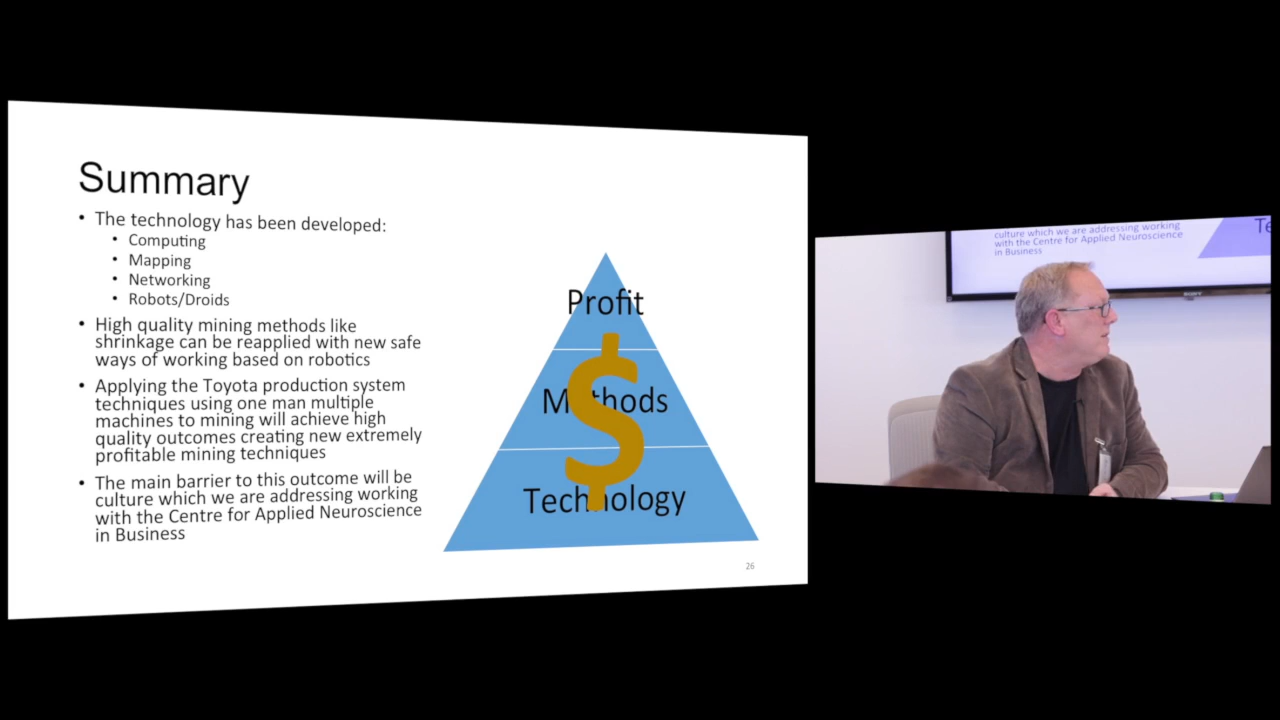 Summary
• The technology has been developed:
• Computing
• Mapping
• Networking
• Robots/Droids
• High quality mining methods like
shrinkage can be reapplied with new safe
ways of working based on robotics
• Applying the Toyota production system
techniques using one man multiple
machines to mining will achieve high
quality outcomes creating new extremely
profitable mining techniques
• The main barrier to this outcome will be
culture which we are addressing working
with the Centre for Applied Neuroscience
in Business
Profit
$
Methods
Technology
26
culture which we are addressing working
with the Centre for Applied Neuroscience
in Business
Te
SONY